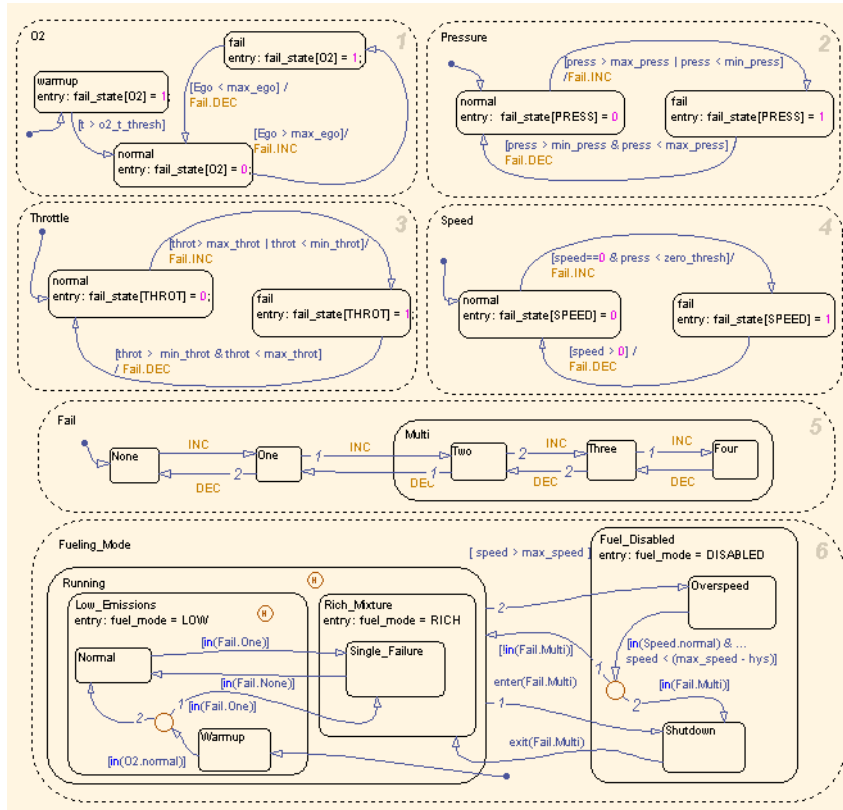 O2
1
fail
entry: fail_state[O2] = 1;
warmup
entry: fail_state[O2] = 1;
[Ego < max_ego] /
Fail.DEC
[t > o2_t_thresh]
[Ego > max_ego]/
Fail.INC
normal
entry: fail_state[O2] = 0;
Pressure
2
[press > max_press | press < min_press]
/Fail.INC
normal
entry: fail_state[PRESS] = 0
fail
entry: fail_state[PRESS] = 1
[press > min_press & press < max_press]
Fail.DEC
Throttle
3
[throt> max_throt | throt < min_throt]/
Fail.INC
normal
entry: fail_state[THROT] = 0;
fail
entry: fail_state[THROT] = 1;
[throt > min_throt & throt < max_throt]
/ Fail.DEC
Speed
4
[speed==0 & press < zero_thresh]/
Fail.INC
normal
entry: fail_state[SPEED] = 0
fail
entry: fail_state[SPEED] = 1
[speed > 0] /
Fail.DEC
Fail
5
Multi
INC
1
INC
2
INC
1
INC
None
One
Two
Three
Four
2
1
2
DEC
DEC
DEC
DEC
Fueling_Mode
6
[ speed > max_speed ]
Fuel_Disabled
entry: fuel_mode = DISABLED
Running
H
Low_Emissions
entry: fuel_mode = LOW
H
Rich_Mixture
entry: fuel_mode = RICH
2
Overspeed
[in(Fail.One)]
Normal
Single_Failure
[in(Speed.normal) & ...
speed < (max_speed - hys)]
[!in(Fail.Multi)]
1
[in(Fail.None)]
enter(Fail.Multi)
2
[in(Fail.Multi)]
1
[in(Fail.One)]
2
1
Warmup
Shutdown
exit(Fail.Multi)
[in(O2.normal)]